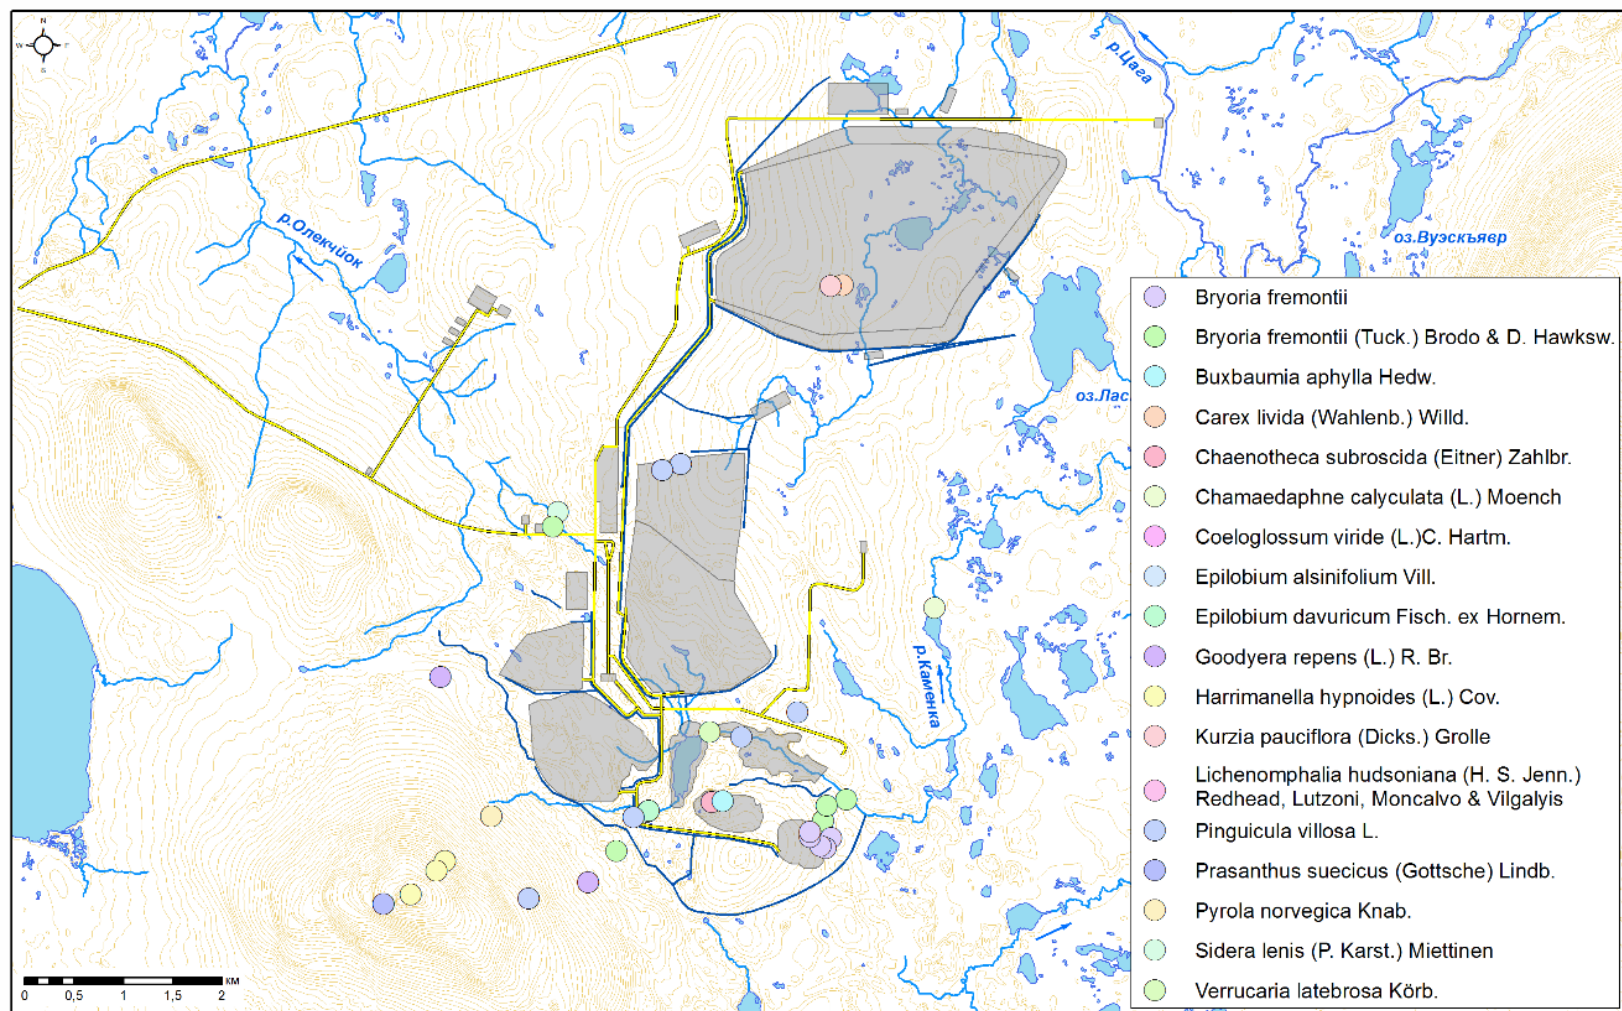 N
W
E
S
р.Цага
р.Олекчйок
оз.Вуэскъявр
оз.Лас
р.Каменка
Bryoria fremontii
Bryoria fremontii (Tuck.) Brodo & D. Hawksw.
Buxbaumia aphylla Hedw.
Carex livida (Wahlenb.) Willd.
Chaenotheca subroscida (Eitner) Zahlbr.
Chamaedaphne calyculata (L.) Moench
Coeloglossum viride (L.)C. Hartm.
Epilobium alsinifolium Vill.
Epilobium davuricum Fisch. ex Hornem.
Goodyera repens (L.) R. Br.
Harrimanella hypnoides (L.) Cov.
Kurzia pauciflora (Dicks.) Grolle
Lichenomphalia hudsoniana (H. S. Jenn.)
Redhead, Lutzoni, Moncalvo & Vilgalyis
Pinguicula villosa L.
Prasanthus suecicus (Gottsche) Lindb.
Pyrola norvegica Knab.
Sidera lenis (P. Karst.) Miettinen
Verrucaria latebrosa Körb.
КМ
0 0,5 1 1,5 2